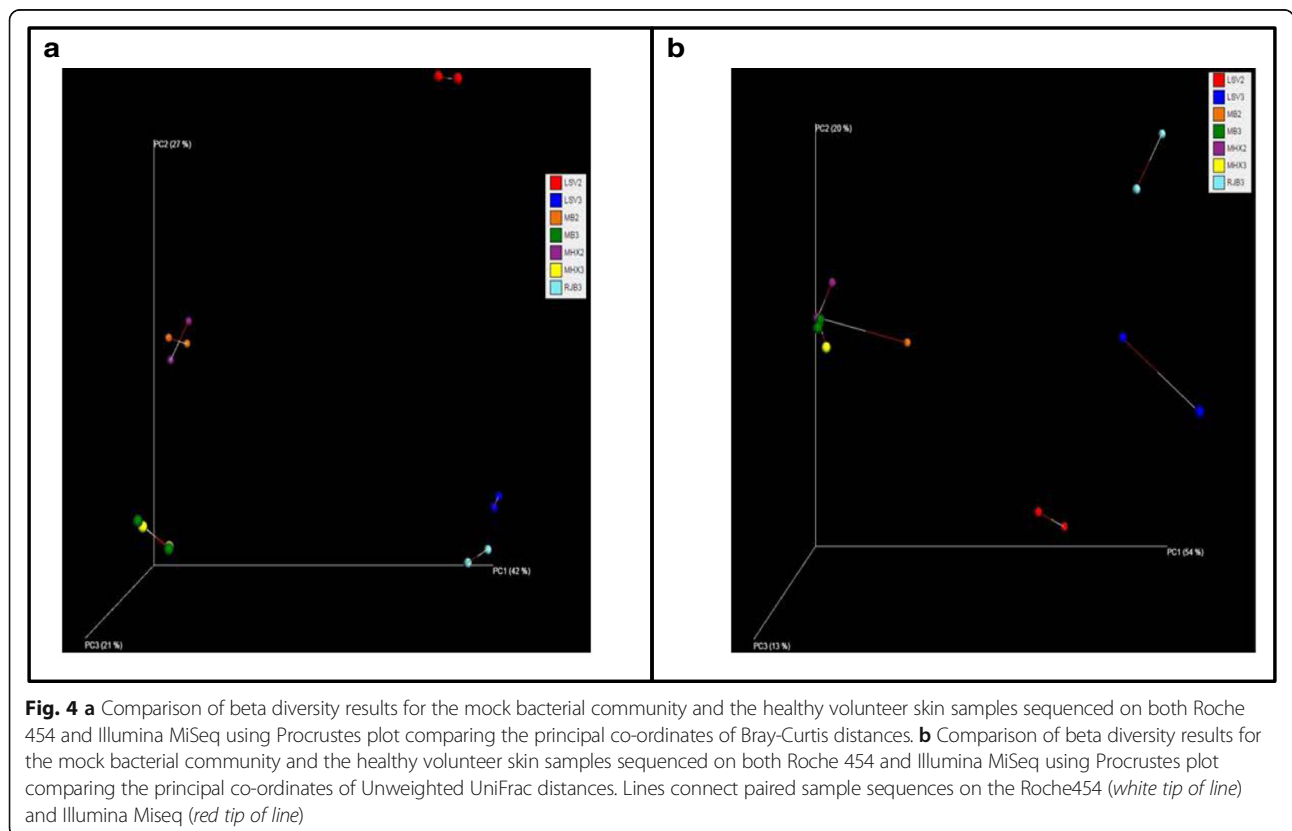 a
PC2 (27 %)
LSV2
LSV3
MB2
MB3
MHX2
MHX3
RJB3
PC1 (42 %)
PC3 (21 %)
b
LSV2
LSV3
MB2
MB3
MHX2
MHX3
RJB3
PC2 (20 %)
PC1 (54 %)
PC3 (13 %)
Fig. 4 a Comparison of beta diversity results for the mock bacterial community and the healthy volunteer skin samples sequenced on both Roche
454 and Illumina MiSeq using Procrustes plot comparing the principal co-ordinates of Bray-Curtis distances. b Comparison of beta diversity results for
the mock bacterial community and the healthy volunteer skin samples sequenced on both Roche 454 and Illumina MiSeq using Procrustes plot
comparing the principal co-ordinates of Unweighted UniFrac distances. Lines connect paired sample sequences on the Roche454 (white tip of line)
and Illumina Miseq (red tip of line)